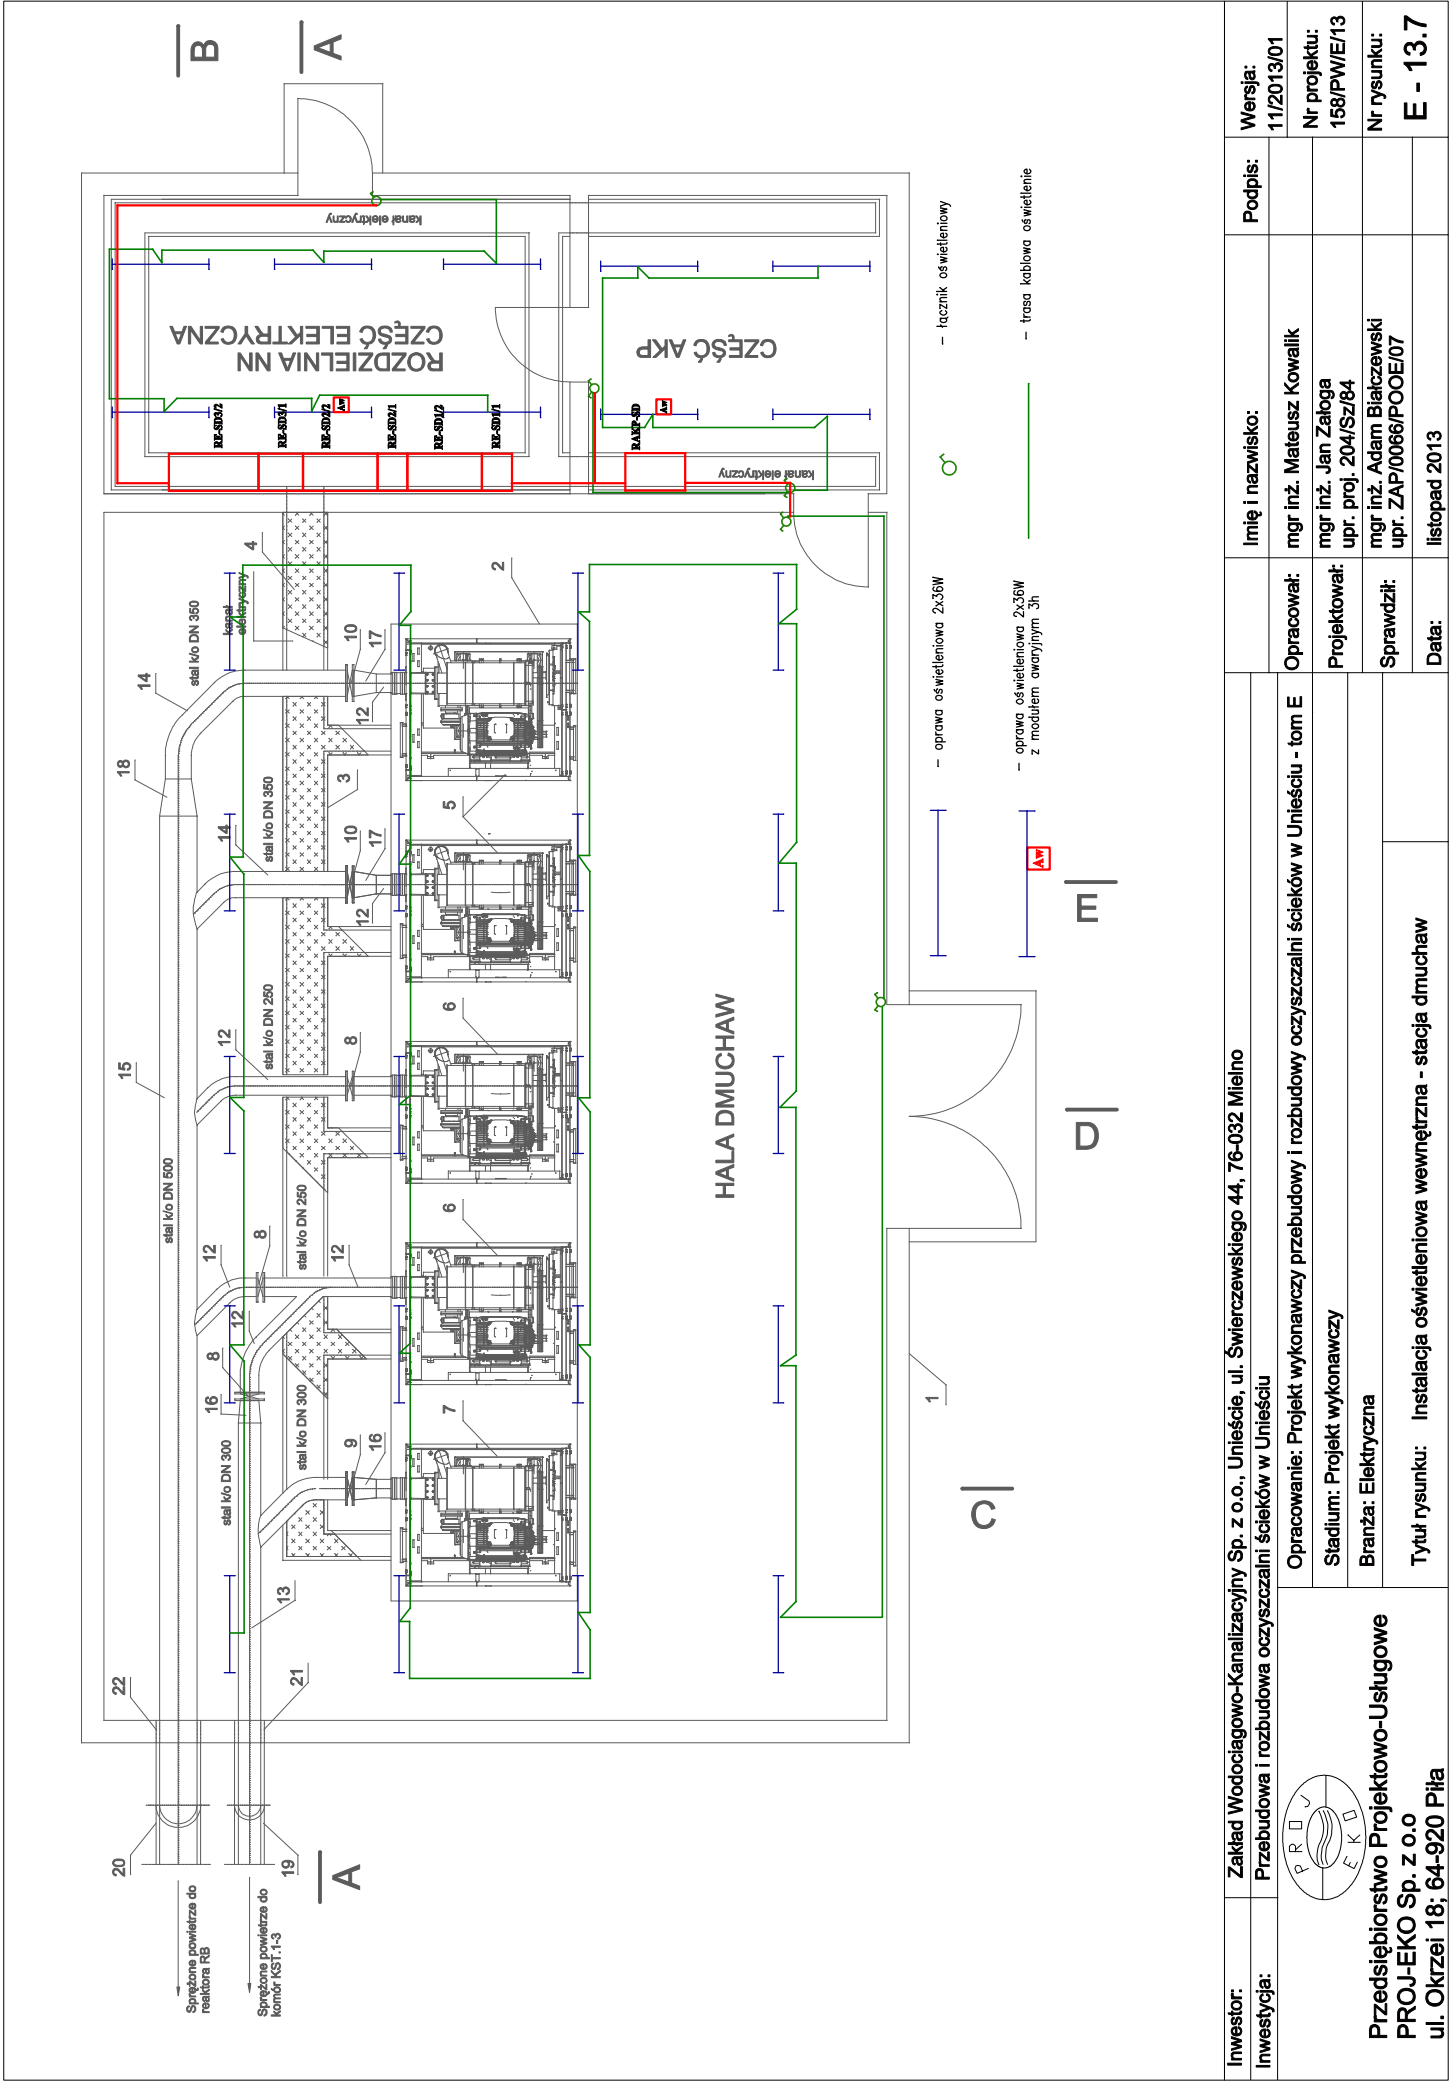 B
A
kanał elektryczny
ROZDZIELNIA NN
CZĘŚĆ ELEKTRYCZNA
RE-SD3/2
RE-SD3/1
RE-SD2/2
Aw
RE-SD2/1
RE-SD1/2
RE-SD1/1
CZĘŚĆ AKP
RAKP-SD
Aw
kanał elektryczny
4
kanał
elektryczny
2
stal k/o DN 350
14
10
17
12
18
3
5
stal k/o DN 350
14
10
17
12
15
stal k/o DN 250
12
8
6
stal k/o DN 500
stal k/o DN 250
12
8
12
6
12
8
16
stal k/o DN 300
stal k/o DN 300
9
16
7
13
22
21
20
19
1
HALA DMUCHAW
A
C
D
E
Sprężone powietrze do
reaktora RB
Sprężone powietrze do
komór KST.1-3
- oprawa oświetleniowa 2x36W
- łącznik oświetleniowy
Aw
- oprawa oświetleniowa 2x36W
z modułem awaryjnym 3h
- trasa kablowa oświetlenie
Inwestor:
Zakład Wodociągowo-Kanalizacyjny Sp. z o.o., Unieście, ul. Świerczewskiego 44, 76-032 Mielno
Inwestycja:
Przebudowa i rozbudowa oczyszczalni ścieków w Unieściu
PROJ
EKO
Przedsiębiorstwo Projektowo-Usługowe
PROJ-EKO Sp. z o.o
ul. Okrzei 18; 64-920 Piła
Opracowanie: Projekt wykonawczy przebudowy i rozbudowy oczyszczalni ścieków w Unieściu - tom E
Stadium: Projekt wykonawczy
Branża: Elektryczna
Tytuł rysunku: Instalacja oświetleniowa wewnętrzna - stacja dmuchaw
Imię i nazwisko:
Podpis:
Opracował:
mgr inż. Mateusz Kowalik
Projektował:
mgr inż. Jan Załoga
upr. proj. 204/Sz/84
Sprawdził:
mgr inż. Adam Białczewski
upr. ZAP/0066/POOE/07
Data:
listopad 2013
Wersja:
11/2013/01
Nr projektu:
158/PW/E/13
Nr rysunku:
E - 13.7